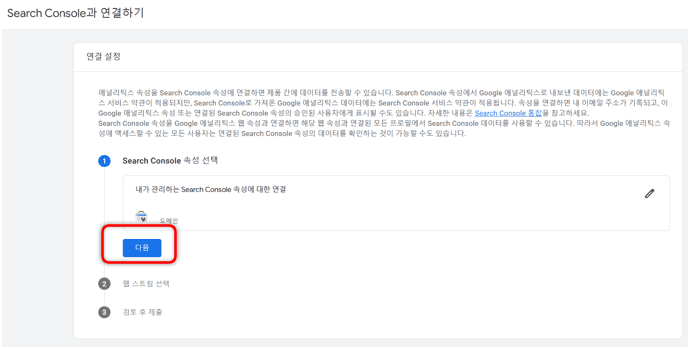 Search Console과 연결하기
연결 설정
애널리틱스 속성을 Search Console 속성에 연결하면 제품 간에 데이터를 전송할 수 있습니다. Search Console 속성에서 Google 애널리틱스로 내보낸 데이터에는 Google 애널리틱
스 서비스 약관이 적용되지만, Search Console로 가져온 Google 애널리틱스 데이터에는 Search Console 서비스 약관이 적용됩니다. 속성을 연결하면 내 이메일 주소가 기록되고, 이
Google 애널리틱스 속성 또는 연결된 Search Console 속성의 승인된 사용자에게 표시될 수도 있습니다. 자세한 내용은 Search Console 통합을 참고하세요.
Search Console 속성을 Google 애널리틱스 웹 속성과 연결하면 해당 웹 속성과 연결된 모든 프로필에서 Search Console 데이터를 사용할 수 있습니다. 따라서 Google 애널리틱스 속
성에 액세스할 수 있는 모든 사용자는 연결된 Search Console 속성의 데이터를 확인하는 것이 가능할 수도 있습니다.
1 Search Console 속성 선택
내가 관리하는 Search Console 속성에 대한 연결
도메인
다음
2 웹 스트림 선택
3 검토 후 제출